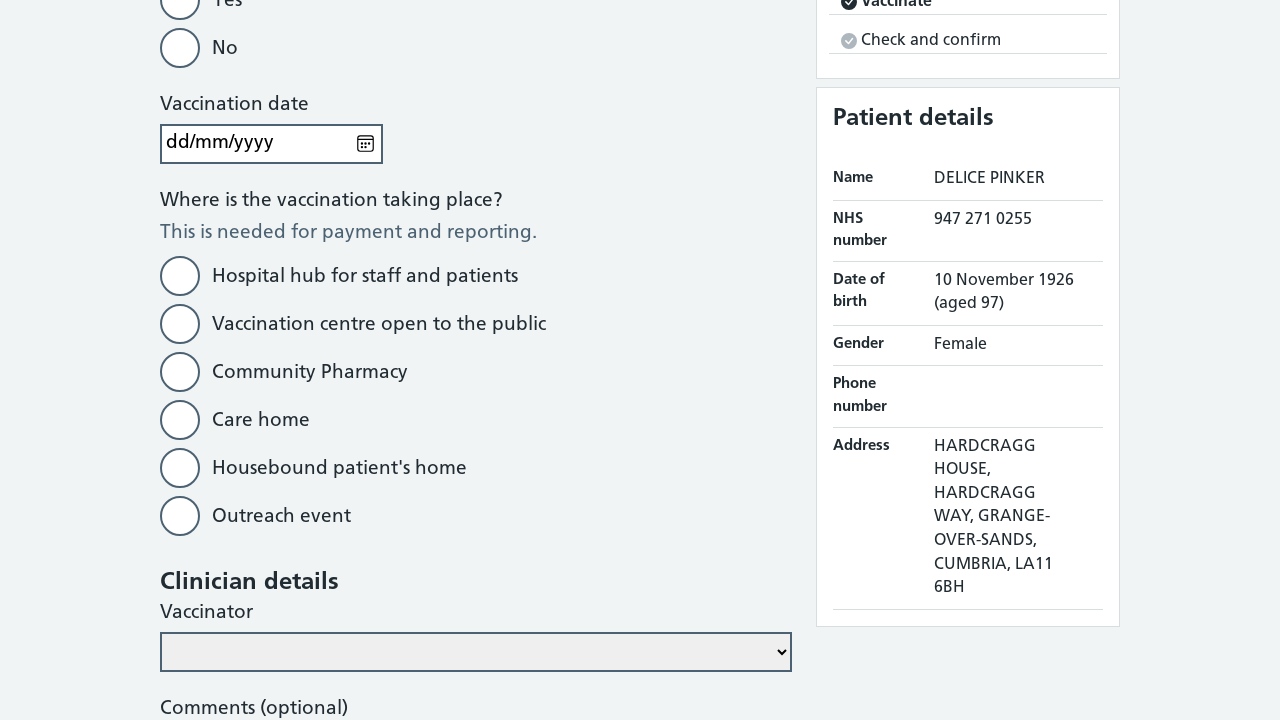 Yes
No
Vaccination date
dd/mm/yyyy
Where is the vaccination taking place?
This is needed for payment and reporting.
Hospital hub for staff and patients
Vaccination centre open to the public
Community Pharmacy
Care home
Housebound patient's home
Outreach event
Clinician details
Vaccinator
Comments (optional)
Vaccinate
Check and confirm
Patient details
Name DELICE PINKER
NHS number 947 271 0255
Date of birth 10 November 1926
(aged 97)
Gender Female
Phone
number
Address HARDCRAGG
HOUSE,
HARDCRAGG
WAY, GRANGE-
OVER-SANDS,
CUMBRIA, LA11
6BH